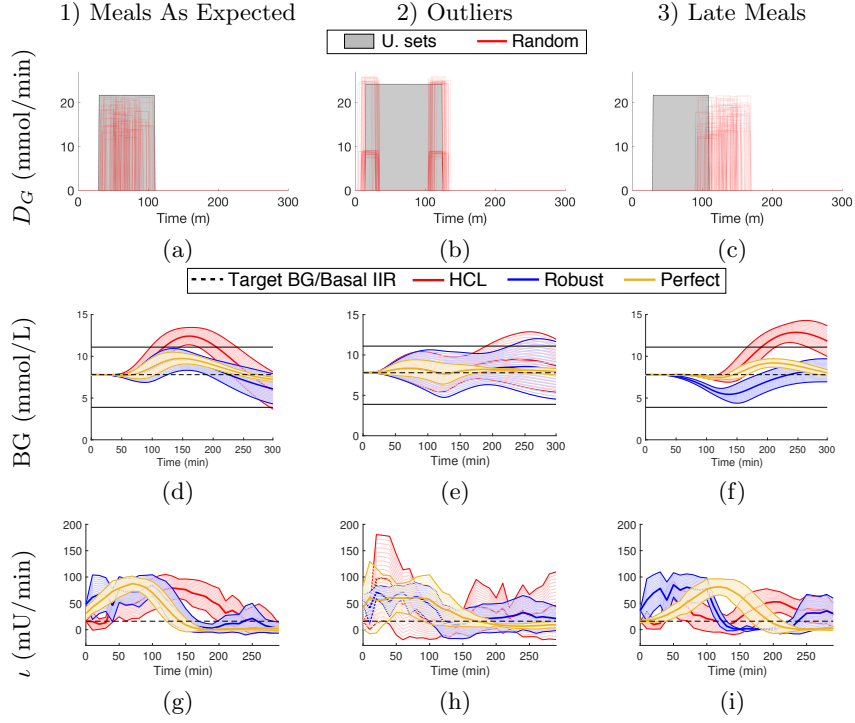 1) Meals As Expected 2) Outliers 3) Late Meals
U. sets Random
D_G (mmol/min)
20
10
0
0 100 200 300
Time (m)
20
10
0
0 100 200 300
Time (m)
20
10
0
0 100 200 300
Time (m)
(a) (b) (c)
Target BG/Basal IIR HCL Robust Perfect
BG (mmol/L)
15
10
5
0
0 50 100 150 200 250 300
Time (min)
15
10
5
0
0 50 100 150 200 250 300
Time (min)
15
10
5
0
0 50 100 150 200 250 300
Time (min)
(d) (e) (f)
ι (mU/min)
200
150
100
50
0
0 50 100 150 200 250
Time (min)
200
150
100
50
0
0 50 100 150 200 250
Time (min)
200
150
100
50
0
0 50 100 150 200 250
Time (min)
(g) (h) (i)